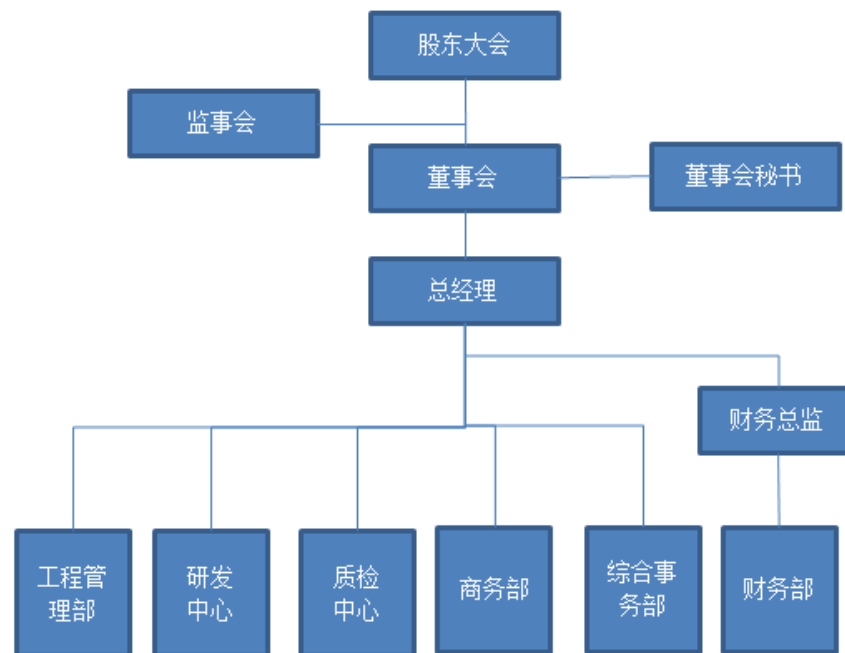 股东大会
监事会
董事会
董事会秘书
总经理
财务总监
工程管
理部
研发
中心
质检
中心
商务部
综合事
务部
财务部